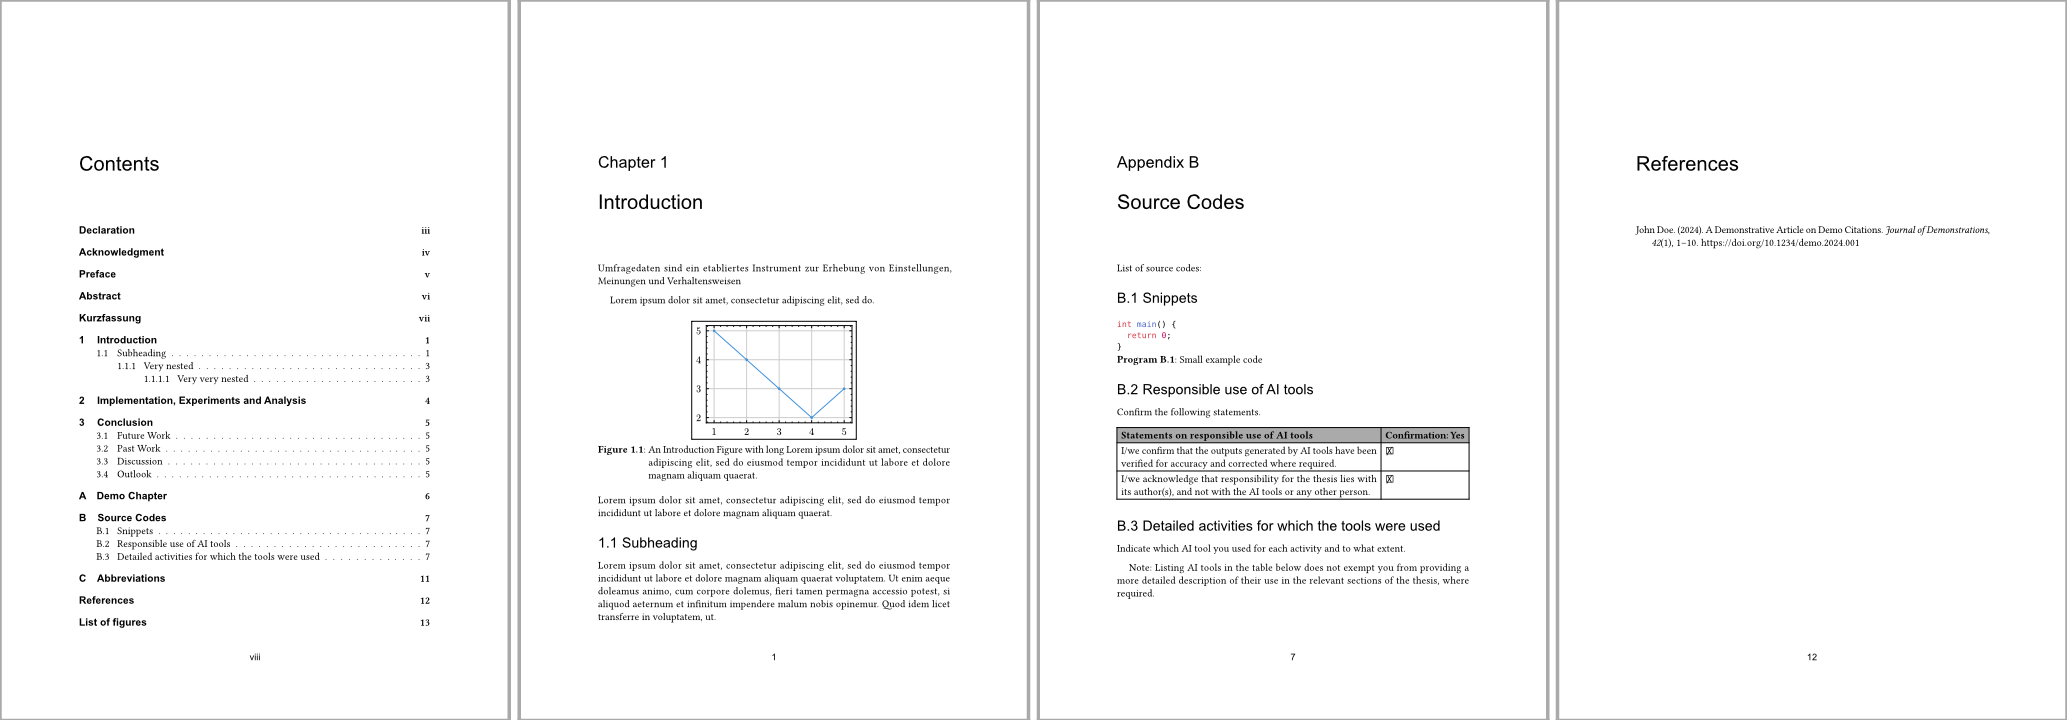 Contents
Declaration iii
Acknowledgment iv
Preface v
Abstract vi
Kurzfassung vii
1 Introduction 1
1.1 Subheading . . . . . . . . . . . . . . . . . . . . . . . . . . . . . . 1
1.1.1 Very nested . . . . . . . . . . . . . . . . . . . . . . . . . . . 3
1.1.1.1 Very very nested . . . . . . . . . . . . . . . . . . . . 3
2 Implementation, Experiments and Analysis 4
3 Conclusion 5
3.1 Future Work . . . . . . . . . . . . . . . . . . . . . . . . . . . . . 5
3.2 Past Work . . . . . . . . . . . . . . . . . . . . . . . . . . . . . . 5
3.3 Discussion . . . . . . . . . . . . . . . . . . . . . . . . . . . . . . 5
3.4 Outlook . . . . . . . . . . . . . . . . . . . . . . . . . . . . . . . 5
A Demo Chapter 6
B Source Codes 7
B.1 Snippets . . . . . . . . . . . . . . . . . . . . . . . . . . . . . . . 7
B.2 Responsible use of AI tools . . . . . . . . . . . . . . . . . . . . . . 7
B.3 Detailed activities for which the tools were used . . . . . . . . . . . 7
C Abbreviations 11
References 12
List of figures 13
viii
Chapter 1
Introduction
Umfragedaten sind ein etabliertes Instrument zur Erhebung von Einstellungen,
Meinungen und Verhaltensweisen
Lorem ipsum dolor sit amet, consectetur adipiscing elit, sed do.
5
4
3
2
1 2 3 4 5
Figure 1.1: An Introduction Figure with long Lorem ipsum dolor sit amet, consectetur
adipiscing elit, sed do eiusmod tempor incididunt ut labore et dolore
magnam aliquam quaerat.
Lorem ipsum dolor sit amet, consectetur adipiscing elit, sed do eiusmod tempor
incididunt ut labore et dolore magnam aliquam quaerat.
1.1 Subheading
Lorem ipsum dolor sit amet, consectetur adipiscing elit, sed do eiusmod tempor
incididunt ut labore et dolore magnam aliquam quaerat voluptatem. Ut enim aeque
doleamus animo, cum corpore dolemus, fieri tamen permagna accessio potest, si
aliquod aeternum et infinitum impendere malum nobis opinemur. Quod idem licet
transferre in voluptatem, ut.
1
Appendix B
Source Codes
List of source codes:
B.1 Snippets
int main() {
return 0;
}
Program B.1: Small example code
B.2 Responsible use of AI tools
Confirm the following statements.
Statements on responsible use of AI tools Confirmation: Yes
I/we confirm that the outputs generated by AI tools have been
verified for accuracy and corrected where required.
I/we acknowledge that responsibility for the thesis lies with
its author(s), and not with the AI tools or any other person.
B.3 Detailed activities for which the tools were used
Indicate which AI tool you used for each activity and to what extent.
Note: Listing AI tools in the table below does not exempt you from providing a
more detailed description of their use in the relevant sections of the thesis, where
required.
7
References
John Doe. (2024). A Demonstrative Article on Demo Citations. Journal of Demonstrations,
42(1), 1–10. https://doi.org/10.1234/demo.2024.001
12